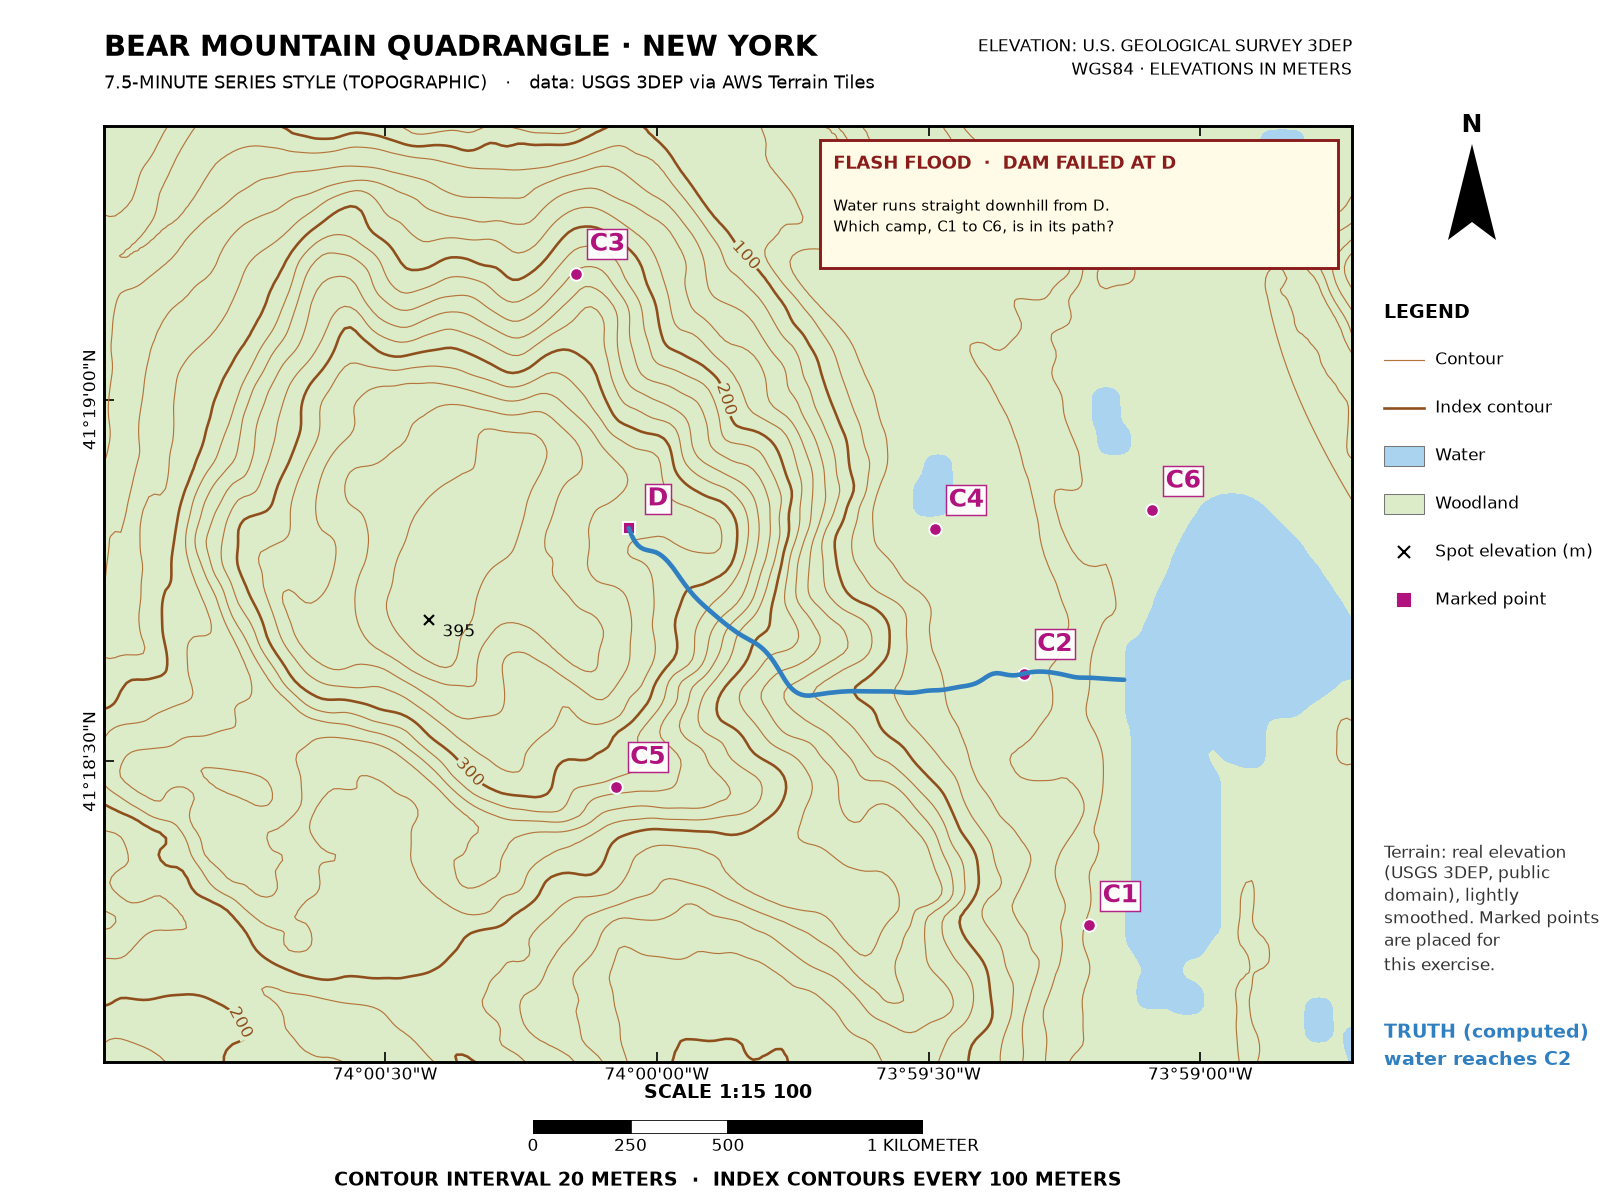 BEAR MOUNTAIN QUADRANGLE · NEW YORK
7.5-MINUTE SERIES STYLE (TOPOGRAPHIC) · data: USGS 3DEP via AWS Terrain Tiles
ELEVATION: U.S. GEOLOGICAL SURVEY 3DEP
WGS84 · ELEVATIONS IN METERS
FLASH FLOOD · DAM FAILED AT D
Water runs straight downhill from D.
Which camp, C1 to C6, is in its path?
N
C3
100
200
C6
D
C4
395
C2
C5
300
C1
200
41°19'00"N
41°18'30"N
74°00'30"W
74°00'00"W
73°59'30"W
73°59'00"W
LEGEND
Contour
Index contour
Water
Woodland
Spot elevation (m)
Marked point
Terrain: real elevation
(USGS 3DEP, public
domain), lightly
smoothed. Marked points
are placed for
this exercise.
TRUTH (computed)
water reaches C2
SCALE 1:15 100
0 250 500 1 KILOMETER
CONTOUR INTERVAL 20 METERS · INDEX CONTOURS EVERY 100 METERS